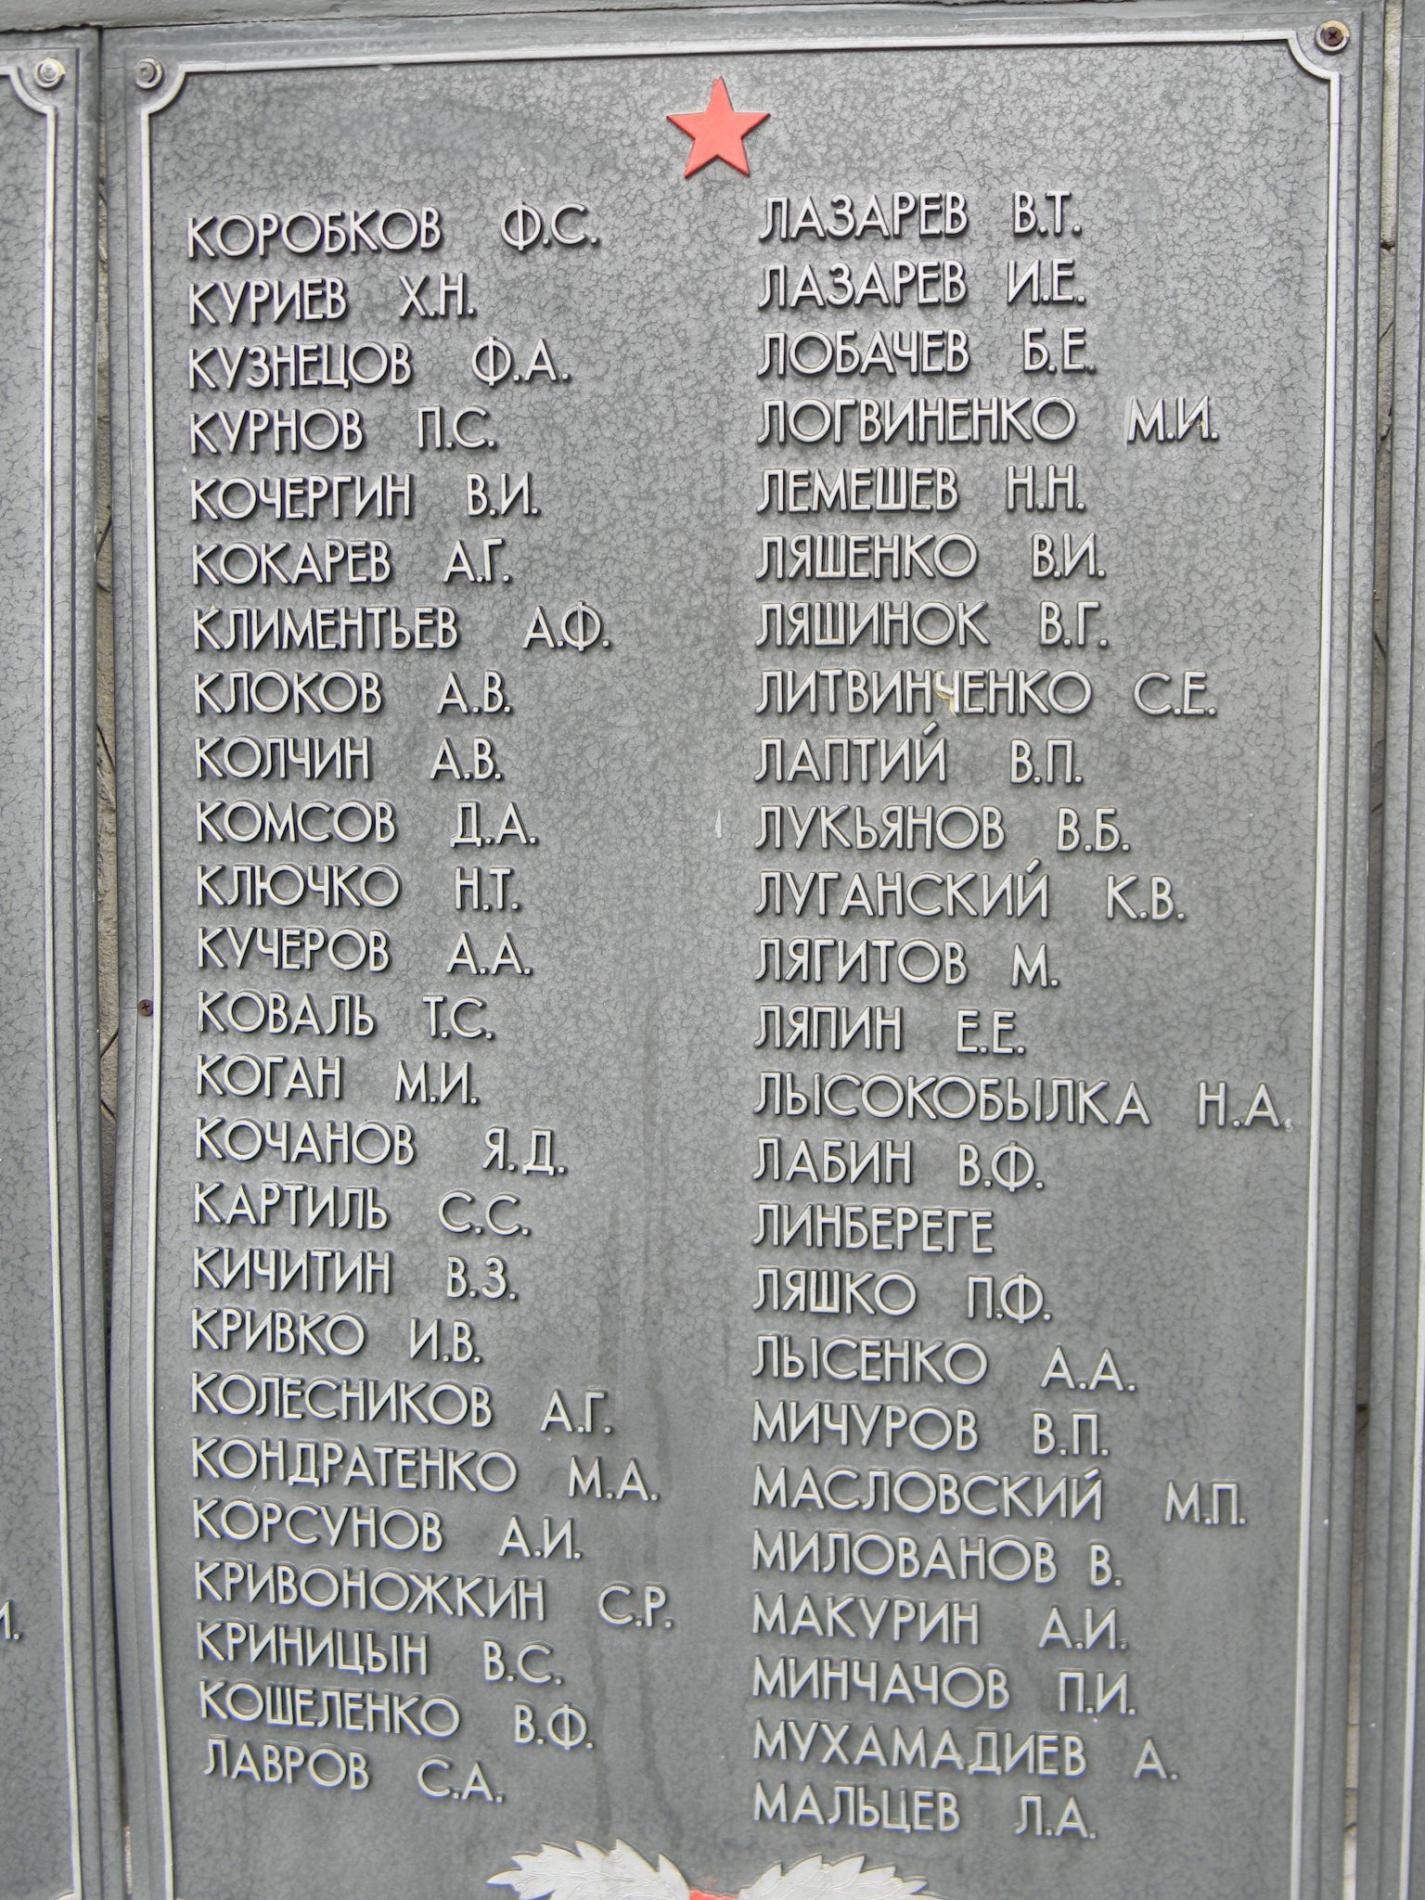 КОРОБКОВ Ф.С.
КУРИЕВ Х.Н.
КУЗНЕЦОВ Ф.А.
КУРНОВ П.С.
КОЧЕРГИН В.И.
КОКАРЕВ А.Г.
КЛИМЕНТЬЕВ А.Ф.
КЛОКОВ А.В.
КОЛЧИН А.В.
КОМСОВ Д.А.
КЛЮЧКО Н.Т.
КУЧЕРОВ А.А.
КОВАЛЬ Т.С.
КОГАН М.И.
КОЧАНОВ Я.Д.
КАРТИЛЬ С.С.
КИЧИТИН В.З.
КРИВКО И.В.
КОЛЕСНИКОВ А.Г.
КОНДРАТЕНКО М.А.
КОРСУНОВ А.И.
КРИВОНОЖКИН С.Р.
КРИНИЦЫН В.С.
КОШЕЛЕНКО В.Ф.
ЛАВРОВ С.А.
ЛАЗАРЕВ В.Т.
ЛАЗАРЕВ И.Е.
ЛОБАЧЕВ Б.Е.
ЛОГВИНЕНКО М.И.
ЛЕМЕШЕВ Н.Н.
ЛЯШЕНКО В.И.
ЛЯШИНОК В.Г.
ЛИТВИНЧЕНКО С.Е.
ЛАПТИЙ В.П.
ЛУКЬЯНОВ В.Б.
ЛУГАНСКИЙ К.В.
ЛЯГИТОВ М.
ЛЯПИН Е.Е.
ЛЫСОКОБЫЛКА Н.А.
ЛАБИН В.Ф.
ЛИНБЕРЕГЕ
ЛЯШКО П.Ф.
ЛЫСЕНКО А.А.
МИЧУРОВ В.П.
МАСЛОВСКИЙ М.П.
МИЛОВАНОВ В.
МАКУРИН А.И.
МИНЧАЧОВ П.И.
МУХАМАДИЕВ А.
МАЛЬЦЕВ Л.А.